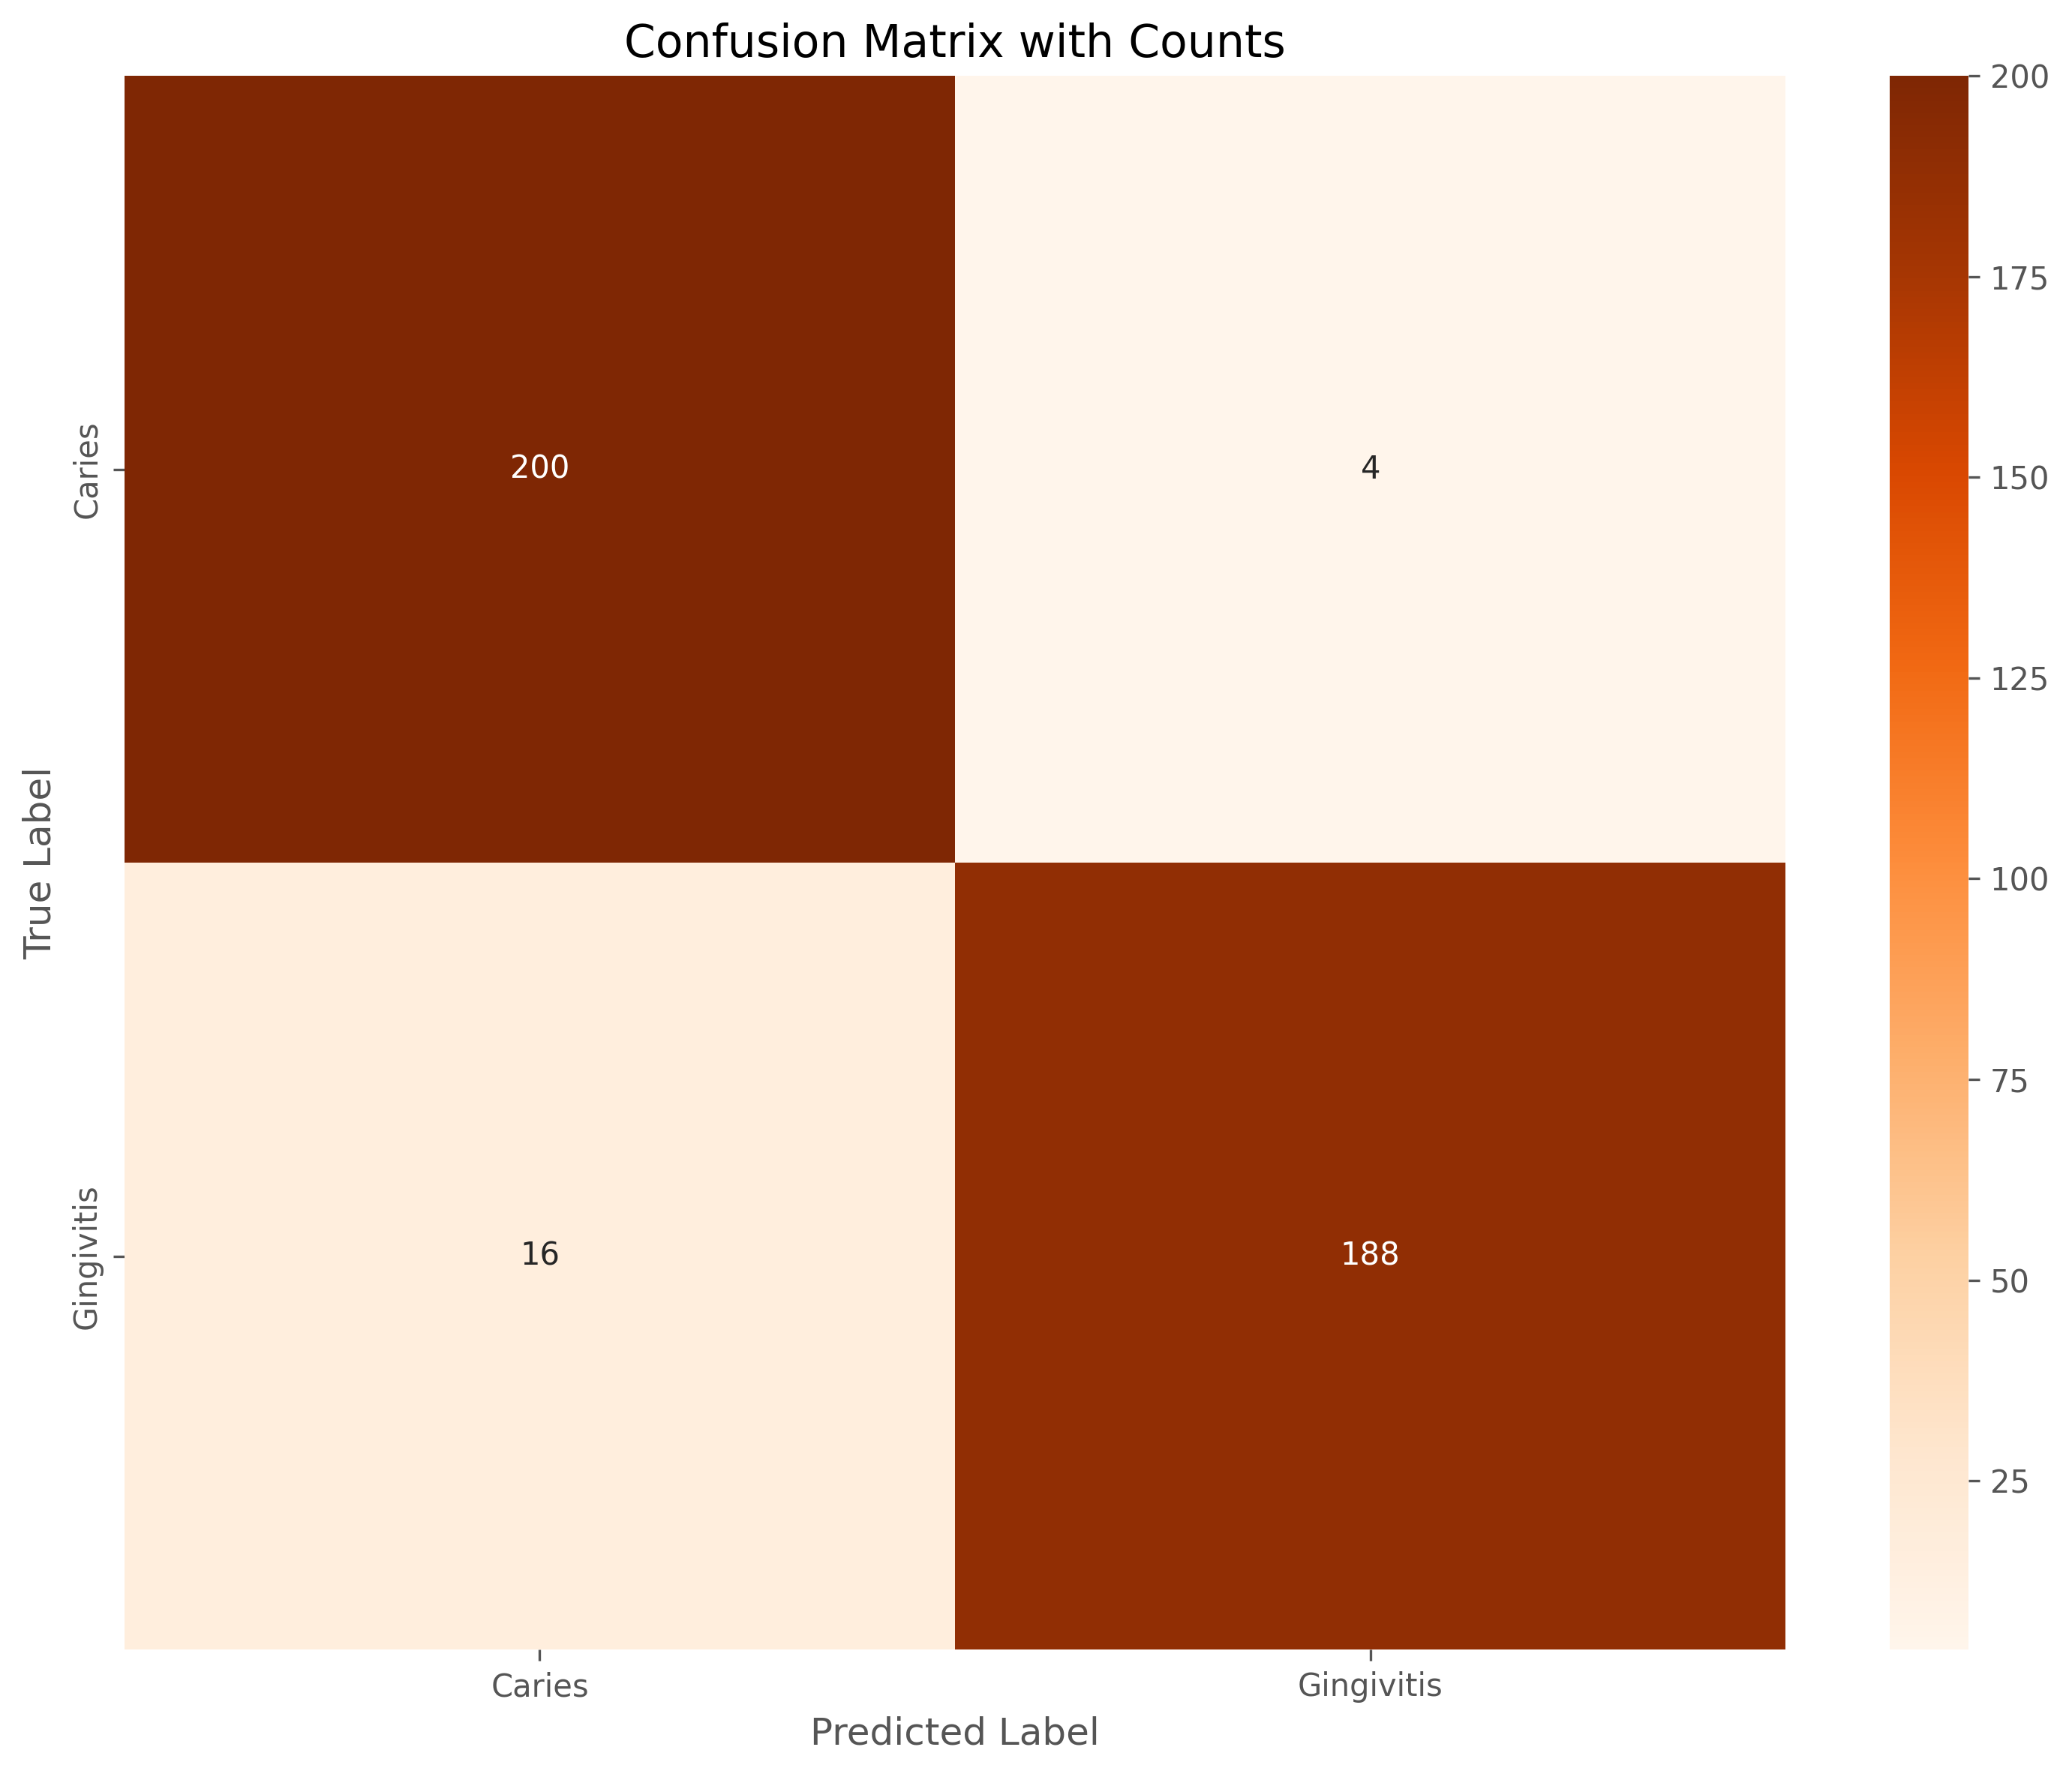 Confusion Matrix with Counts
True Label
Caries
Gingivitis
200
4
16
188
Caries
Gingivitis
Predicted Label
200
175
150
125
100
75
50
25